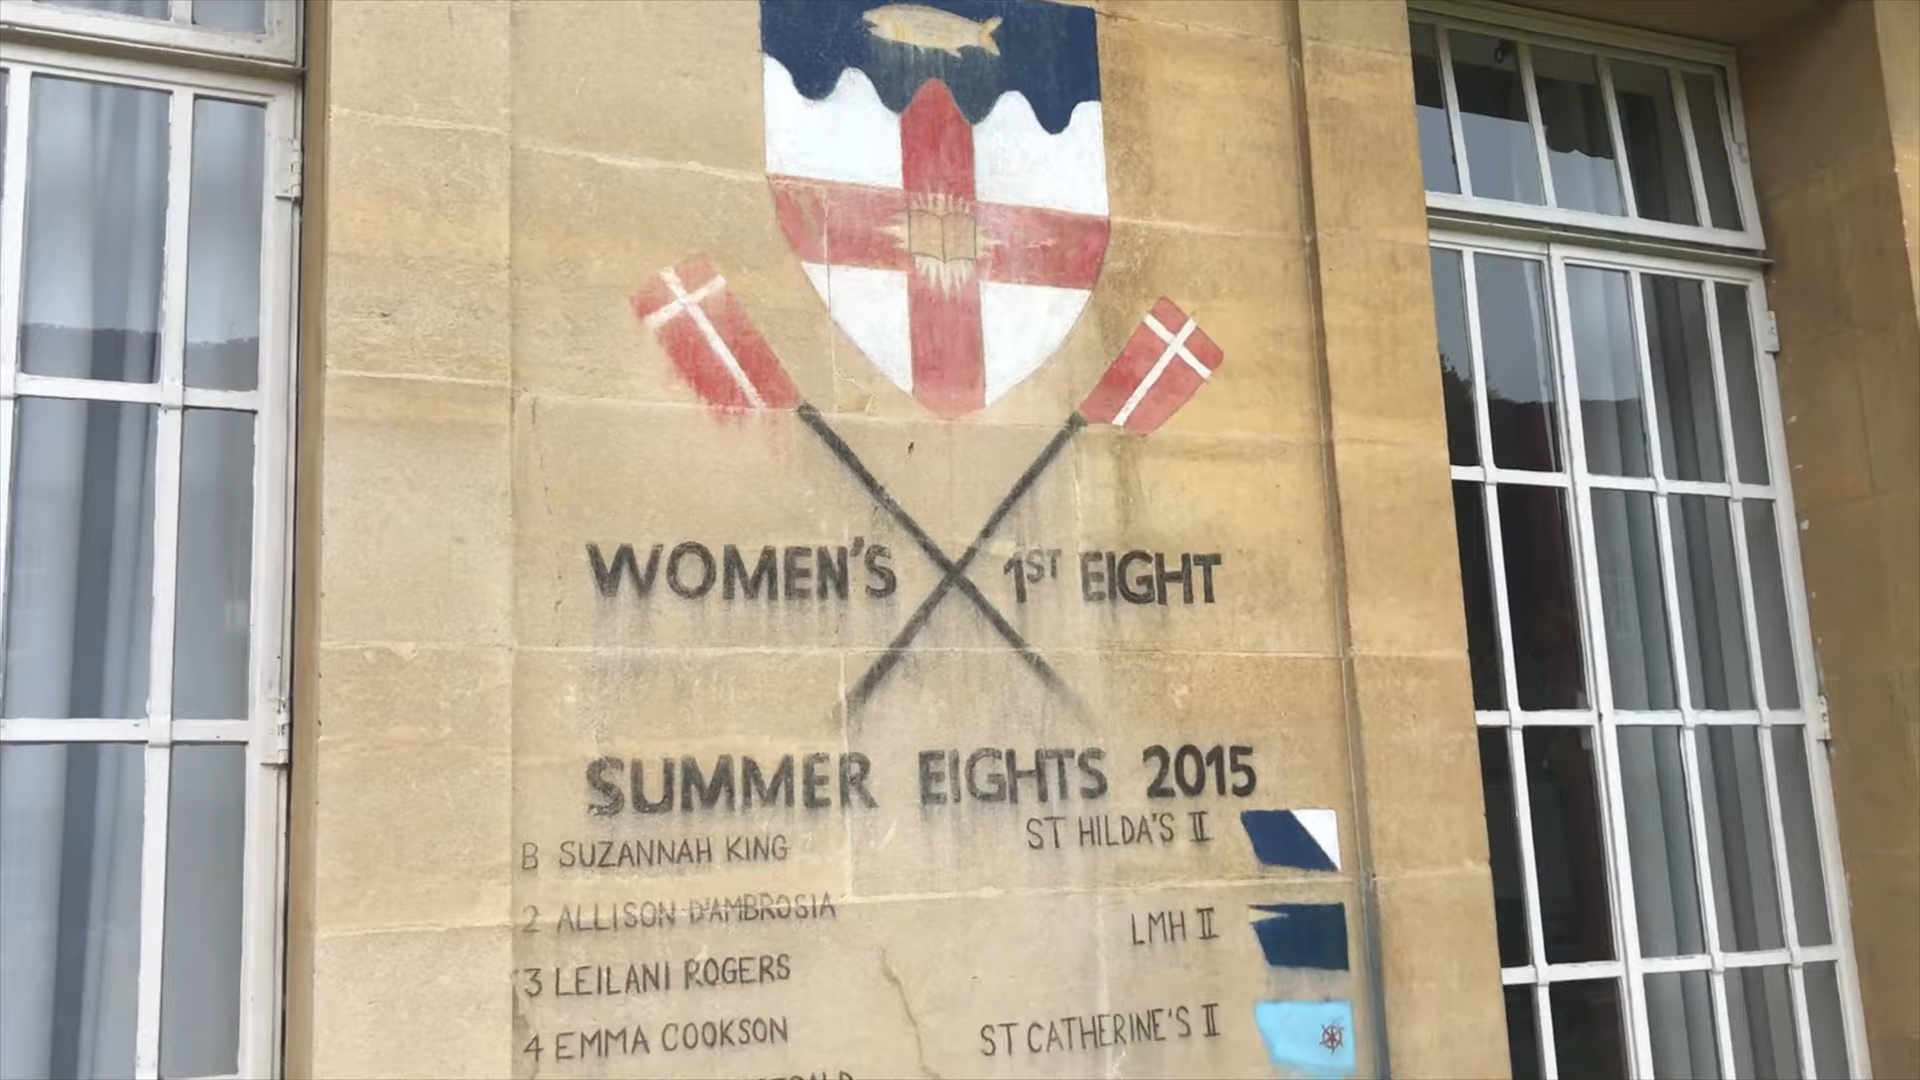 WOMEN'S 1ST EIGHT
SUMMER EIGHTS 2015
B SUZANNAH KING
2 ALLISON D'AMBROSIA
3 LEILANI ROGERS
4 EMMA COOKSON
ST HILDA'S II
LMH II
ST CATHERINE'S II